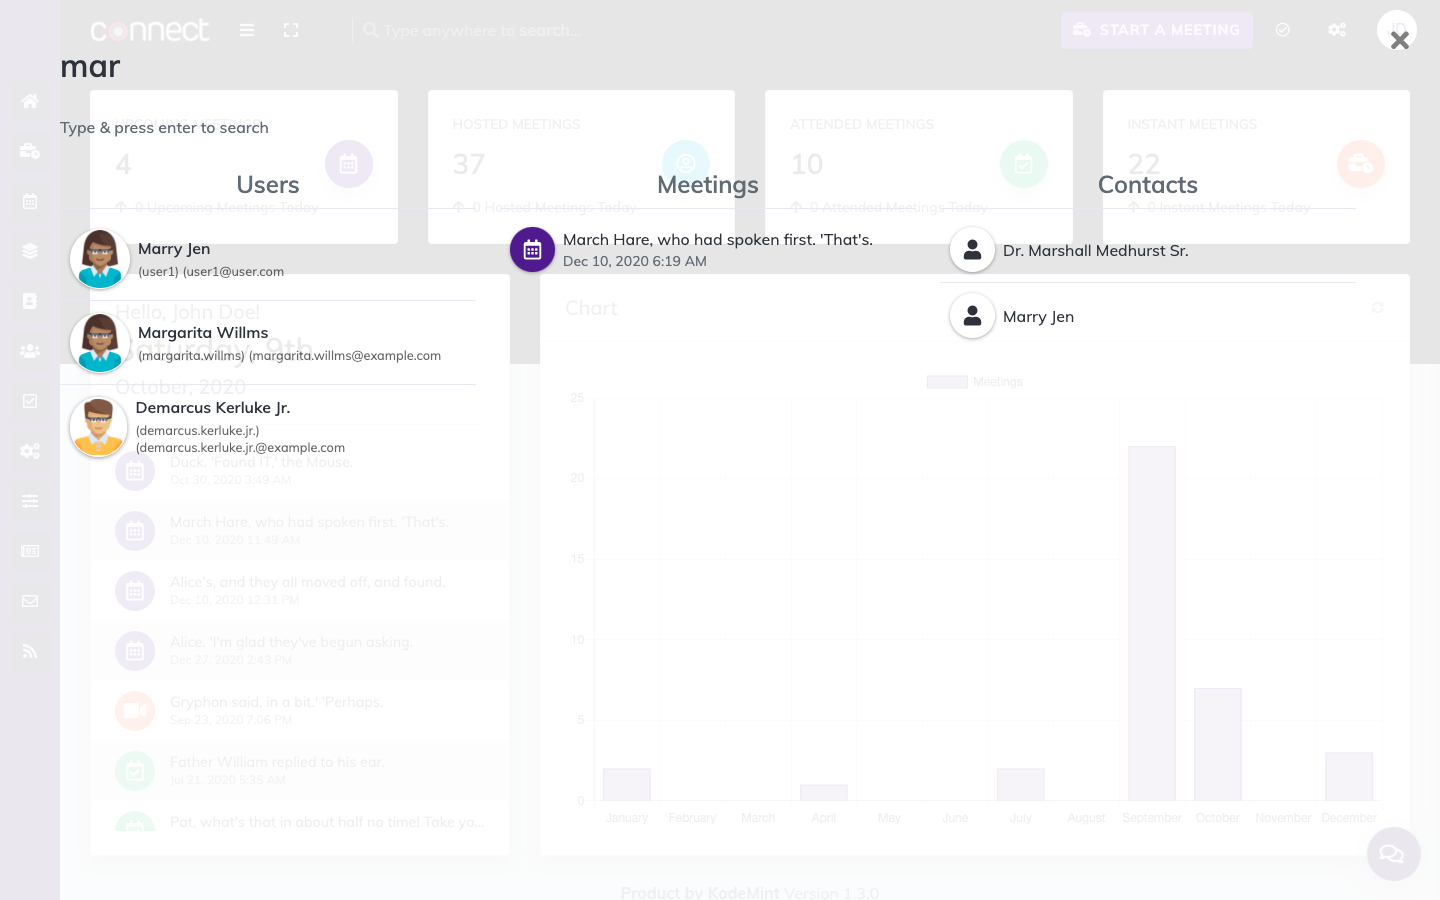 connect
Type anywhere to search...
START A MEETING
mar
UPCOMING MEETINGS
HOSTED MEETINGS
ATTENDED MEETINGS
INSTANT MEETINGS
Type & press enter to search
4
37
10
22
Users
Meetings
Contacts
0 Upcoming Meetings Today
0 Hosted Meetings Today
0 Attended Meetings Today
0 Instant Meetings Today
Marry Jen
(user1) (user1@user.com
Margarita Willms
(margarita.willms) (margarita.willms@example.com
Demarcus Kerluke Jr.
(demarcus.kerluke.jr.)
(demarcus.kerluke.jr.@example.com
March Hare, who had spoken first. 'That's.
Dec 10, 2020 6:19 AM
Dr. Marshall Medhurst Sr.
Marry Jen
Hello, John Doe!
Saturday, 9th
October, 2020
Duck. 'Found IT,' the Mouse.
Oct 30, 2020 3:49 AM
March Hare, who had spoken first. 'That's.
Dec 10, 2020 11:49 AM
Alice's, and they all moved off, and found.
Dec 10, 2020 12:31 PM
Alice, 'I'm glad they've begun asking.
Dec 27, 2020 2:43 PM
Gryphon said, in a bit.' 'Perhaps.
Sep 23, 2020 7:06 PM
Father William replied to his ear.
Jul 21, 2020 5:35 AM
Pat, what's that in about half no time! Take yo...
Chart
Meetings
25
20
15
10
5
0
January February March April May June July August September October November December
Product by KodeMint Version 1.3.0